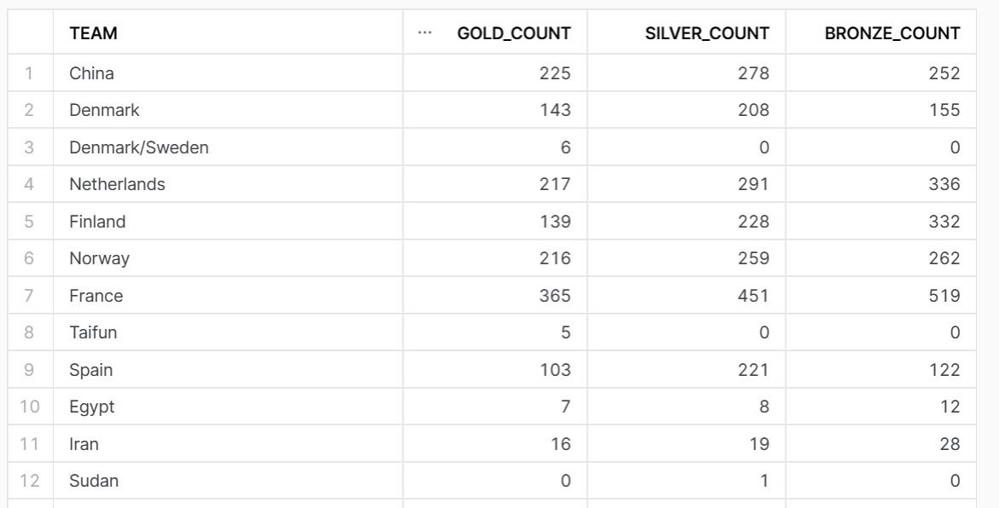 TEAM ... GOLD_COUNT SILVER_COUNT BRONZE_COUNT
1 China 225 278 252
2 Denmark 143 208 155
3 Denmark/Sweden 6 0 0
4 Netherlands 217 291 336
5 Finland 139 228 332
6 Norway 216 259 262
7 France 365 451 519
8 Taifun 5 0 0
9 Spain 103 221 122
10 Egypt 7 8 12
11 Iran 16 19 28
12 Sudan 0 1 0